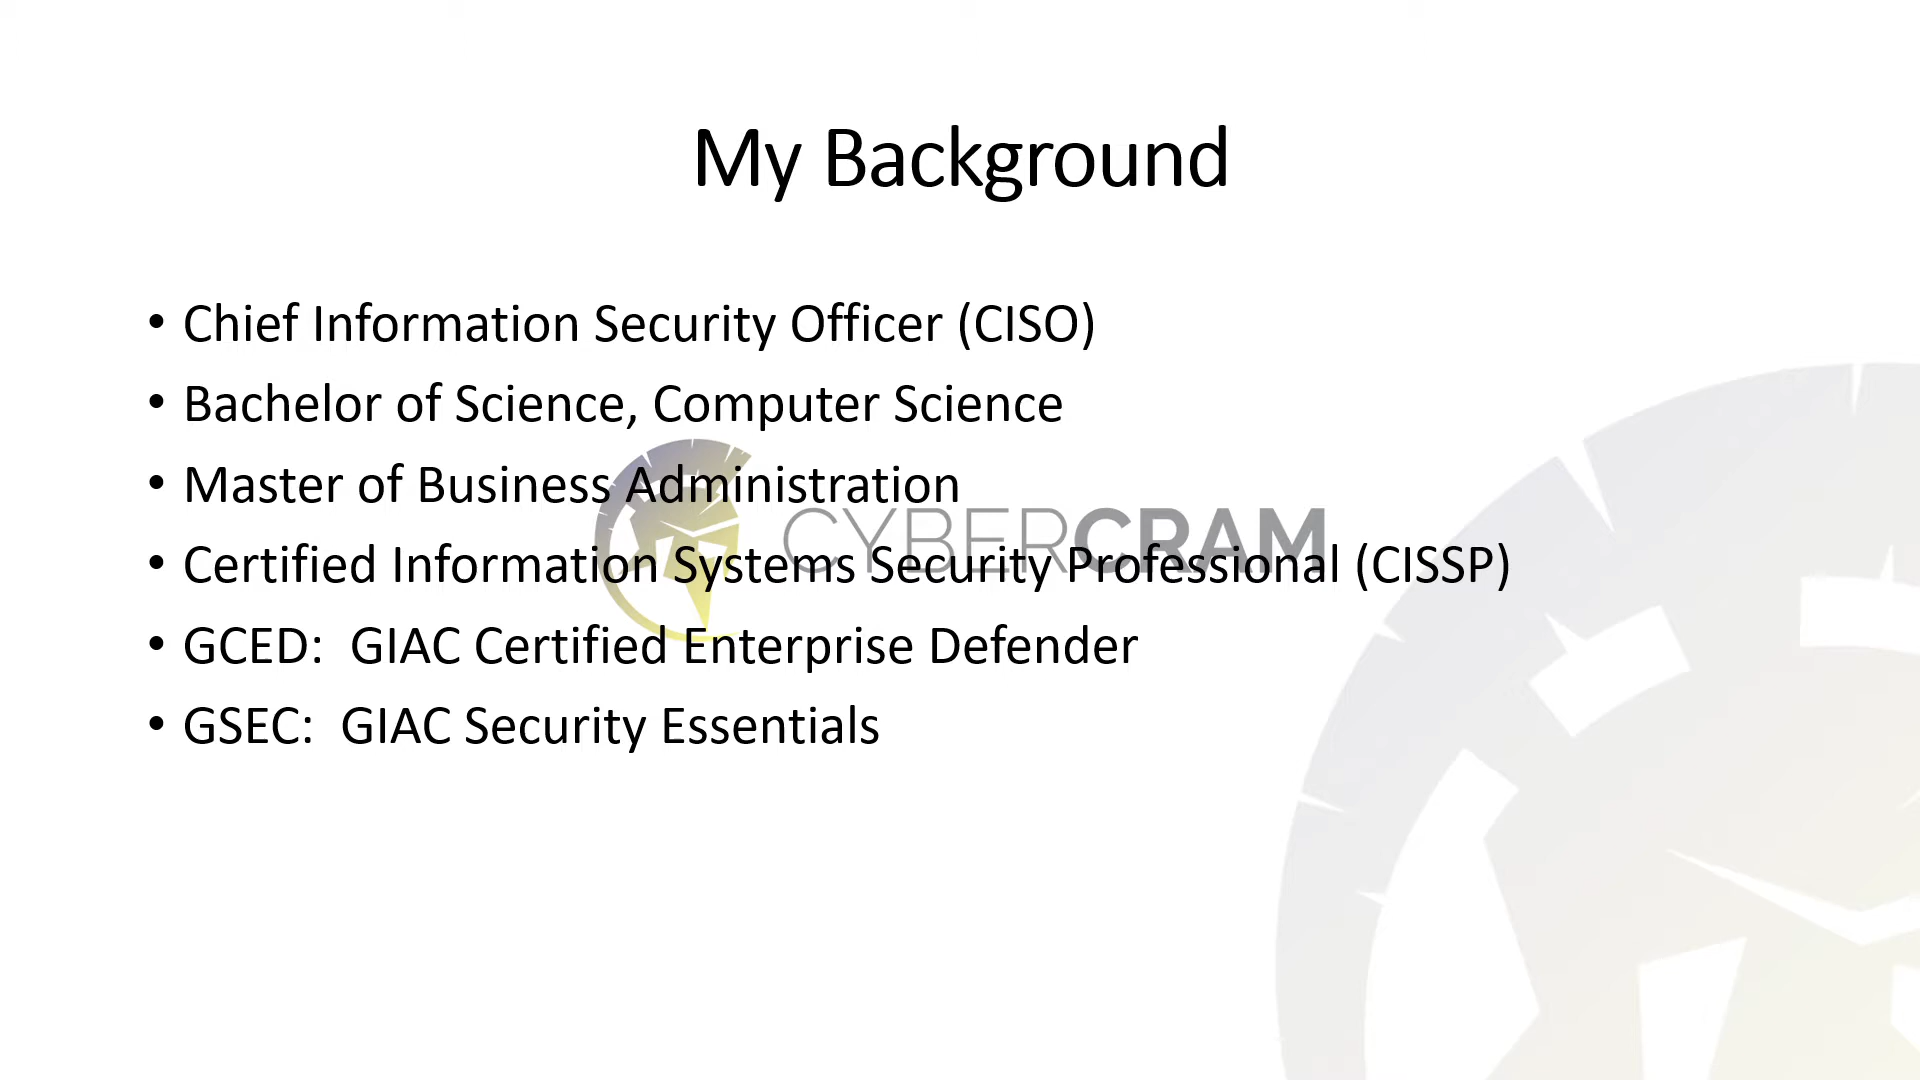 My Background
• Chief Information Security Officer (CISO)
• Bachelor of Science, Computer Science
• Master of Business Administration
CYBERCRAM
• Certified Information Systems Security Professional (CISSP)
• GCED:  GIAC Certified Enterprise Defender
• GSEC:  GIAC Security Essentials